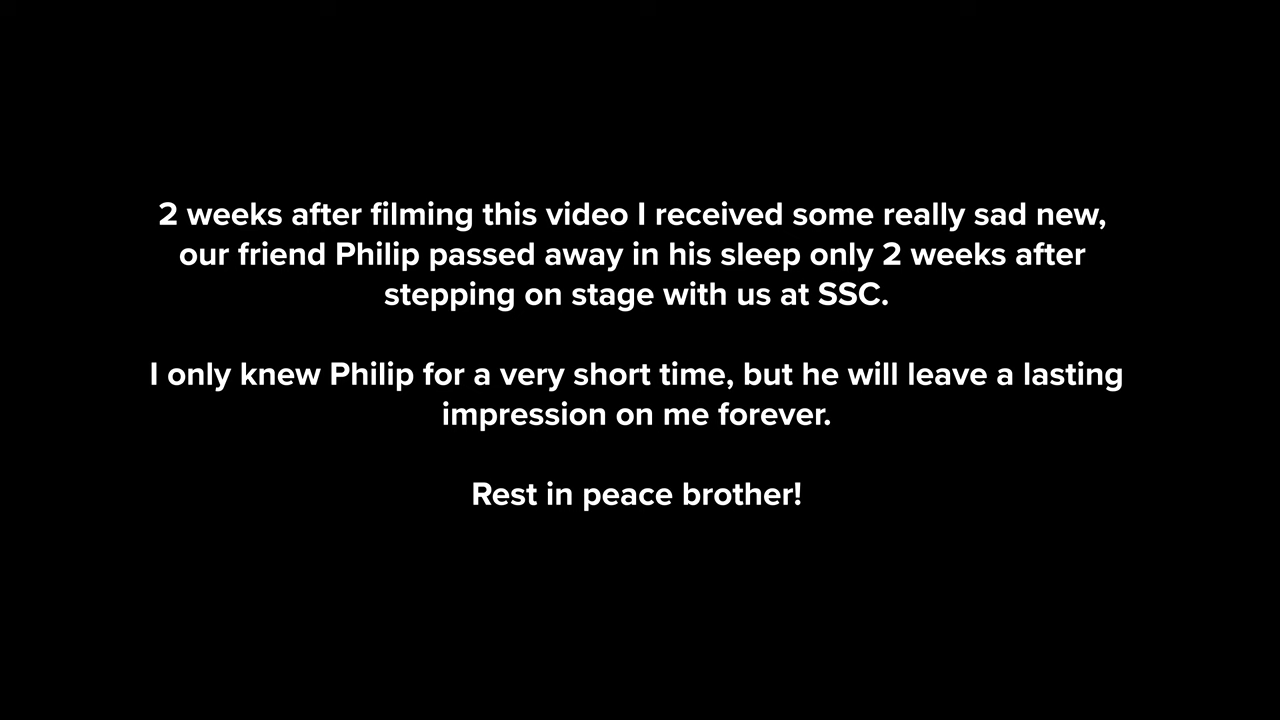 2 weeks after filming this video I received some really sad new,
our friend Philip passed away in his sleep only 2 weeks after
stepping on stage with us at SSC.
I only knew Philip for a very short time, but he will leave a lasting
impression on me forever.
Rest in peace brother!